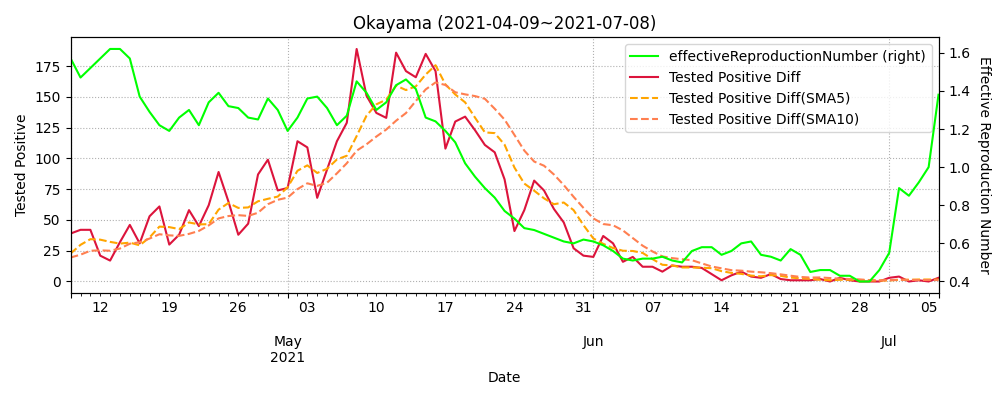 Okayama (2021-04-09~2021-07-08)
effectiveReproductionNumber (right)
Tested Positive Diff
Tested Positive Diff(SMA5)
Tested Positive Diff(SMA10)
Tested Positive
175
150
125
100
75
50
25
0
1.6
1.4
1.2
1.0
0.8
0.6
0.4
Effective Reproduction Number
12 19 26 03 10 17 24 31 07 14 21 28 05
May Jun Jul
2021
Date